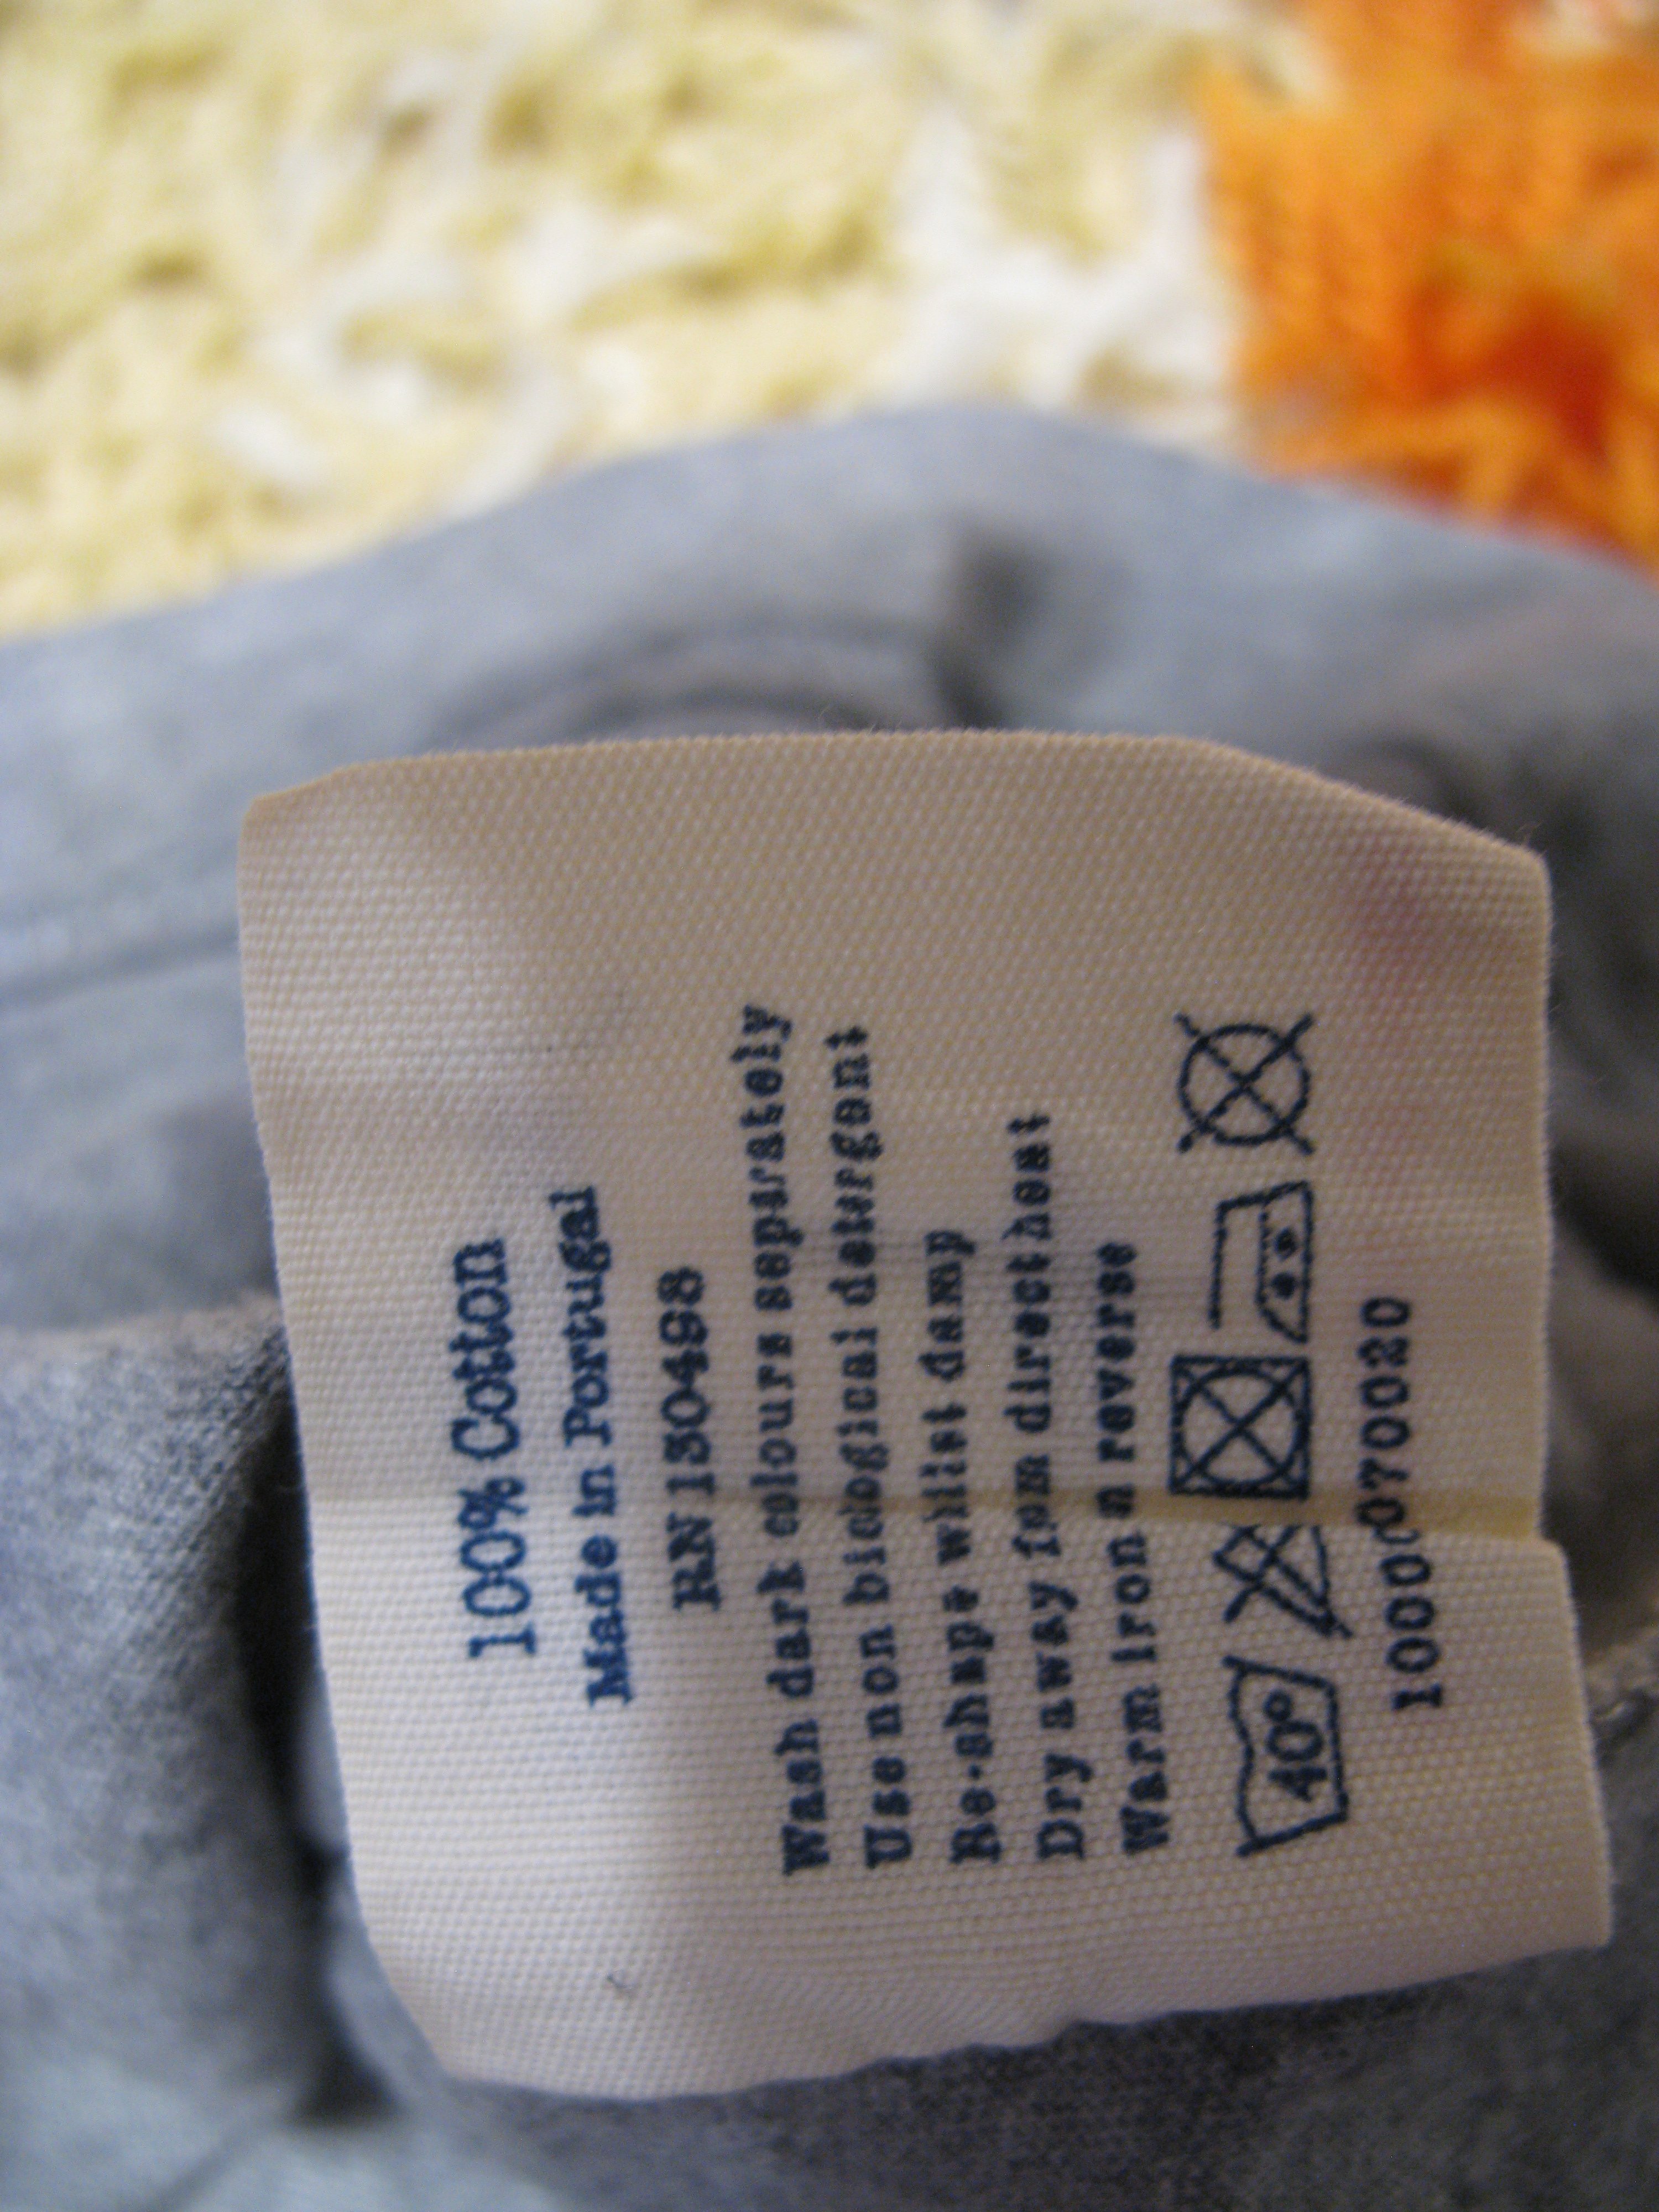 100% Cotton
Made in Portugal
RN 130498
Wash dark colours separately
Use non biological detergent
Re-shape whilst damp
Dry away from direct heat
Warm iron on reverse
40°
1000070020